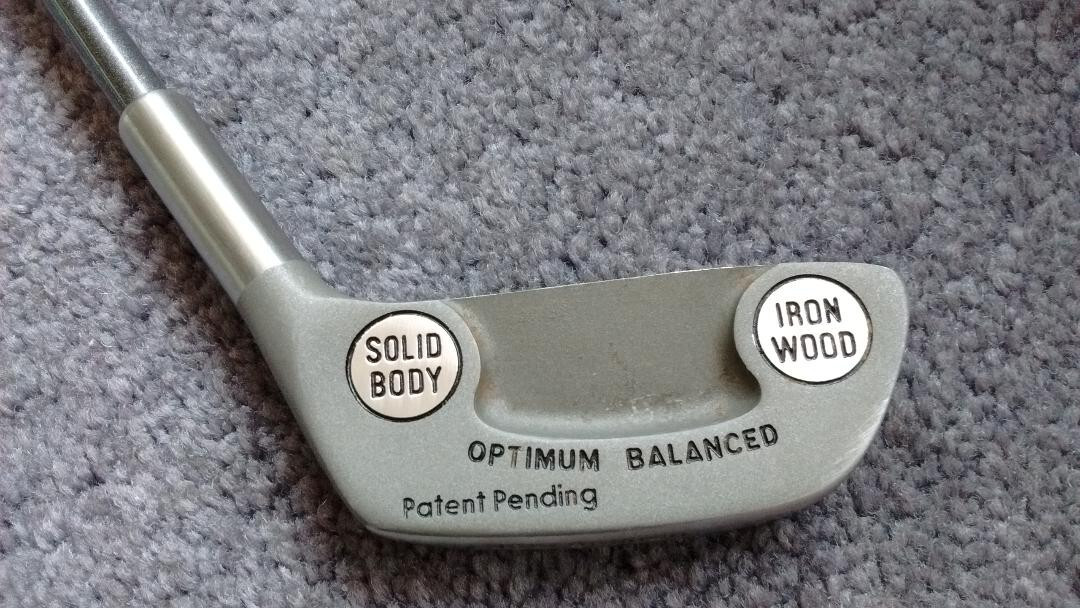 SOLID
BODY
IRON
WOOD
OPTIMUM BALANCED
Patent Pending